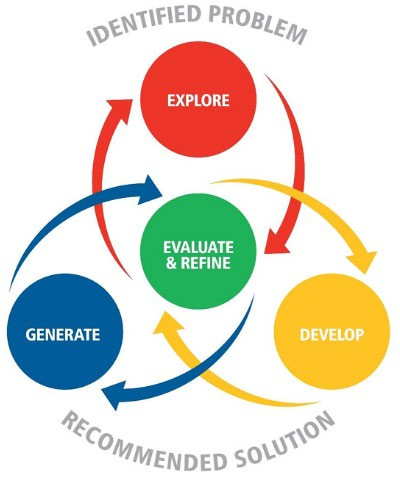 IDENTIFIED PROBLEM
EXPLORE
EVALUATE
& REFINE
GENERATE
DEVELOP
RECOMMENDED SOLUTION